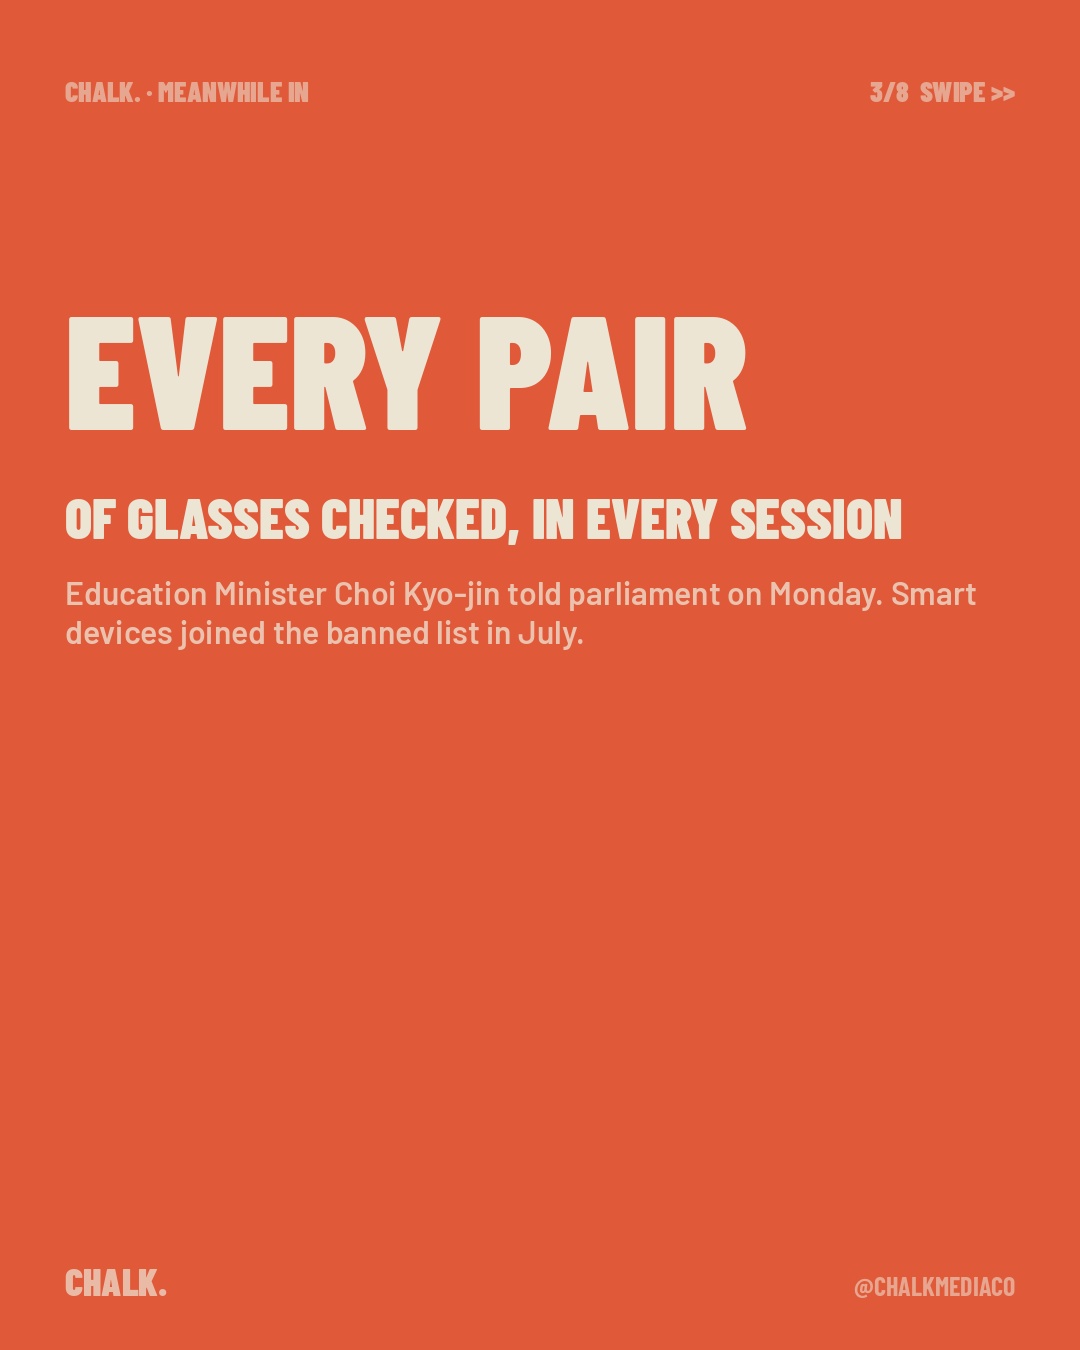 CHALK. · MEANWHILE IN
3/8 SWIPE >>
EVERY PAIR
OF GLASSES CHECKED, IN EVERY SESSION
Education Minister Choi Kyo-jin told parliament on Monday. Smart
devices joined the banned list in July.
CHALK.
@CHALKMEDIACO